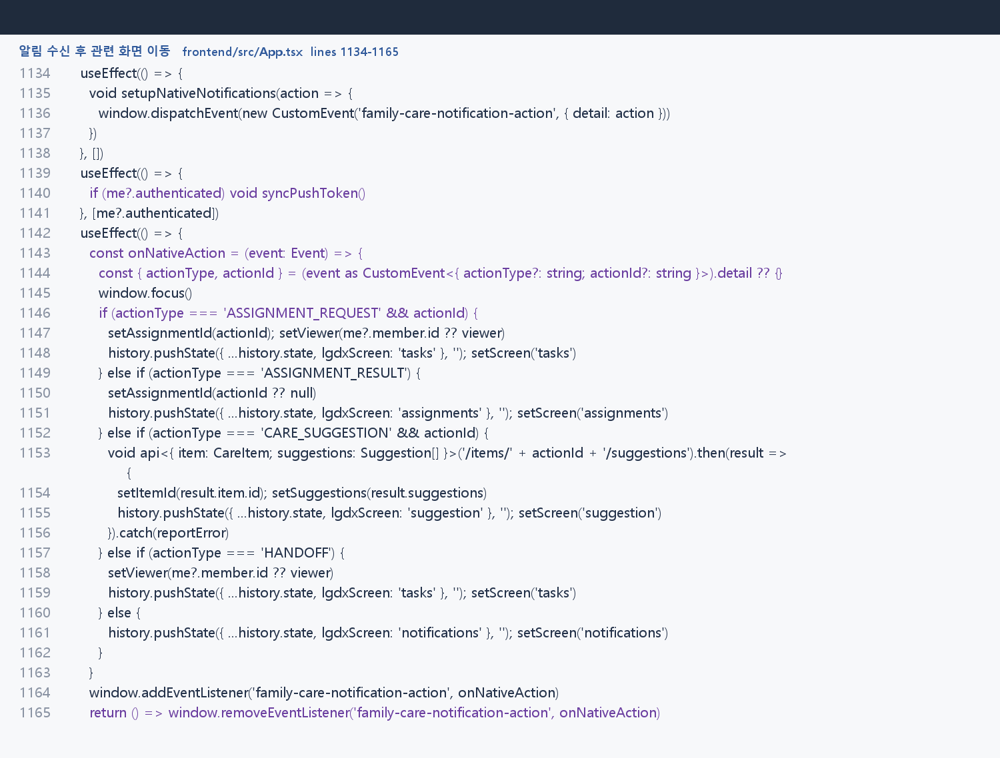 알림 수신 후 관련 화면 이동 frontend/src/App.tsx lines 1134-1165
1134 useEffect(() => {
1135 void setupNativeNotifications(action => {
1136 window.dispatchEvent(new CustomEvent('family-care-notification-action', { detail: action }))
1137 })
1138 }, [])
1139 useEffect(() => {
1140 if (me?.authenticated) void syncPushToken()
1141 }, [me?.authenticated])
1142 useEffect(() => {
1143 const onNativeAction = (event: Event) => {
1144 const { actionType, actionId } = (event as CustomEvent<{ actionType?: string; actionId?: string }>).detail ?? {}
1145 window.focus()
1146 if (actionType === 'ASSIGNMENT_REQUEST' && actionId) {
1147 setAssignmentId(actionId); setViewer(me?.member.id ?? viewer)
1148 history.pushState({ ...history.state, lgdxScreen: 'tasks' }, ''); setScreen('tasks')
1149 } else if (actionType === 'ASSIGNMENT_RESULT') {
1150 setAssignmentId(actionId ?? null)
1151 history.pushState({ ...history.state, lgdxScreen: 'assignments' }, ''); setScreen('assignments')
1152 } else if (actionType === 'CARE_SUGGESTION' && actionId) {
1153 void api<{ item: CareItem; suggestions: Suggestion[] }>('/items/' + actionId + '/suggestions').then(result =>
{
1154 setItemId(result.item.id); setSuggestions(result.suggestions)
1155 history.pushState({ ...history.state, lgdxScreen: 'suggestion' }, ''); setScreen('suggestion')
1156 }).catch(reportError)
1157 } else if (actionType === 'HANDOFF') {
1158 setViewer(me?.member.id ?? viewer)
1159 history.pushState({ ...history.state, lgdxScreen: 'tasks' }, ''); setScreen('tasks')
1160 } else {
1161 history.pushState({ ...history.state, lgdxScreen: 'notifications' }, ''); setScreen('notifications')
1162 }
1163 }
1164 window.addEventListener('family-care-notification-action', onNativeAction)
1165 return () => window.removeEventListener('family-care-notification-action', onNativeAction)